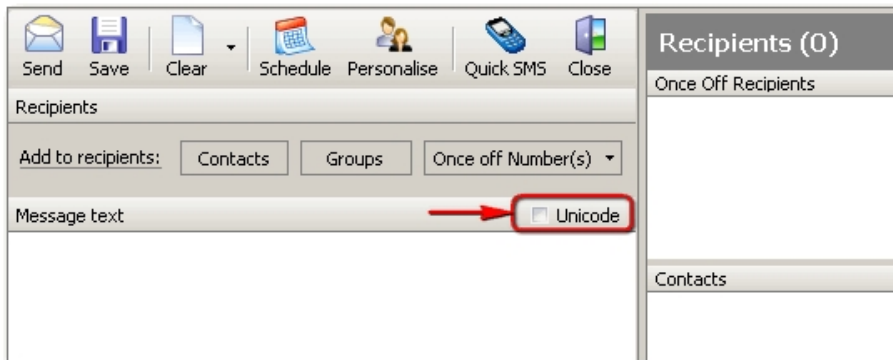 Send Save Clear Schedule Personalise Quick SMS Close
Recipients
Add to recipients: Contacts Groups Once off Number(s)
Message text Unicode
Recipients (0)
Once Off Recipients
Contacts